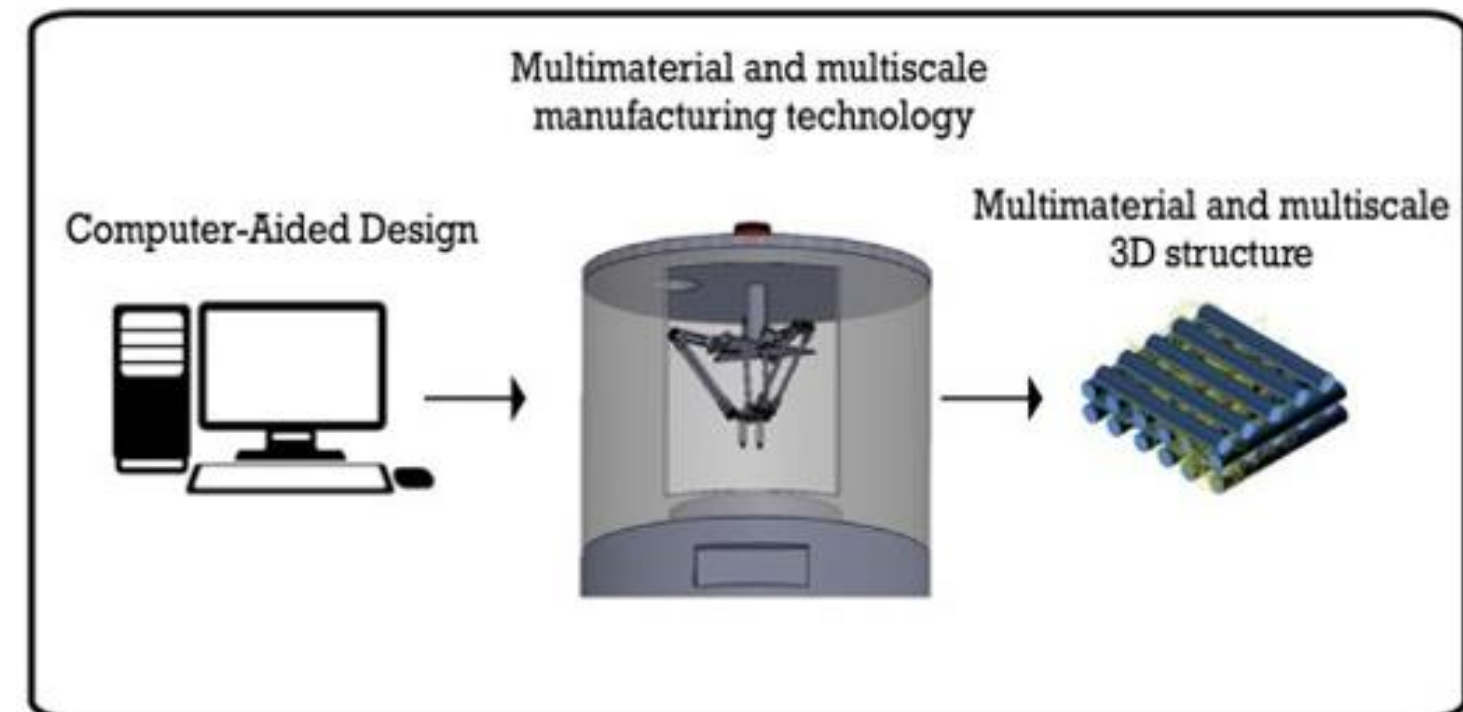 Multimaterial and multiscale
manufacturing technology
Computer-Aided Design
Multimaterial and multiscale
3D structure